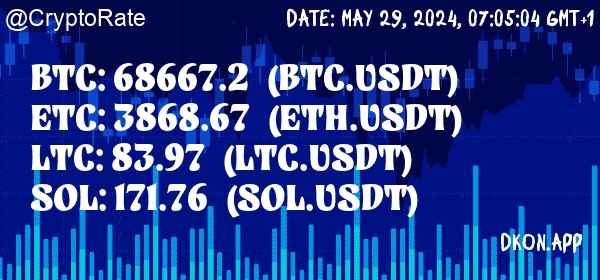 @CryptoRate
DATE: MAY 29, 2024, 07:05:04 GMT+1
BTC: 68667.2 (BTC.USDT)
ETC: 3868.67 (ETH.USDT)
LTC: 83.97 (LTC.USDT)
SOL: 171.76 (SOL.USDT)
DKON.APP